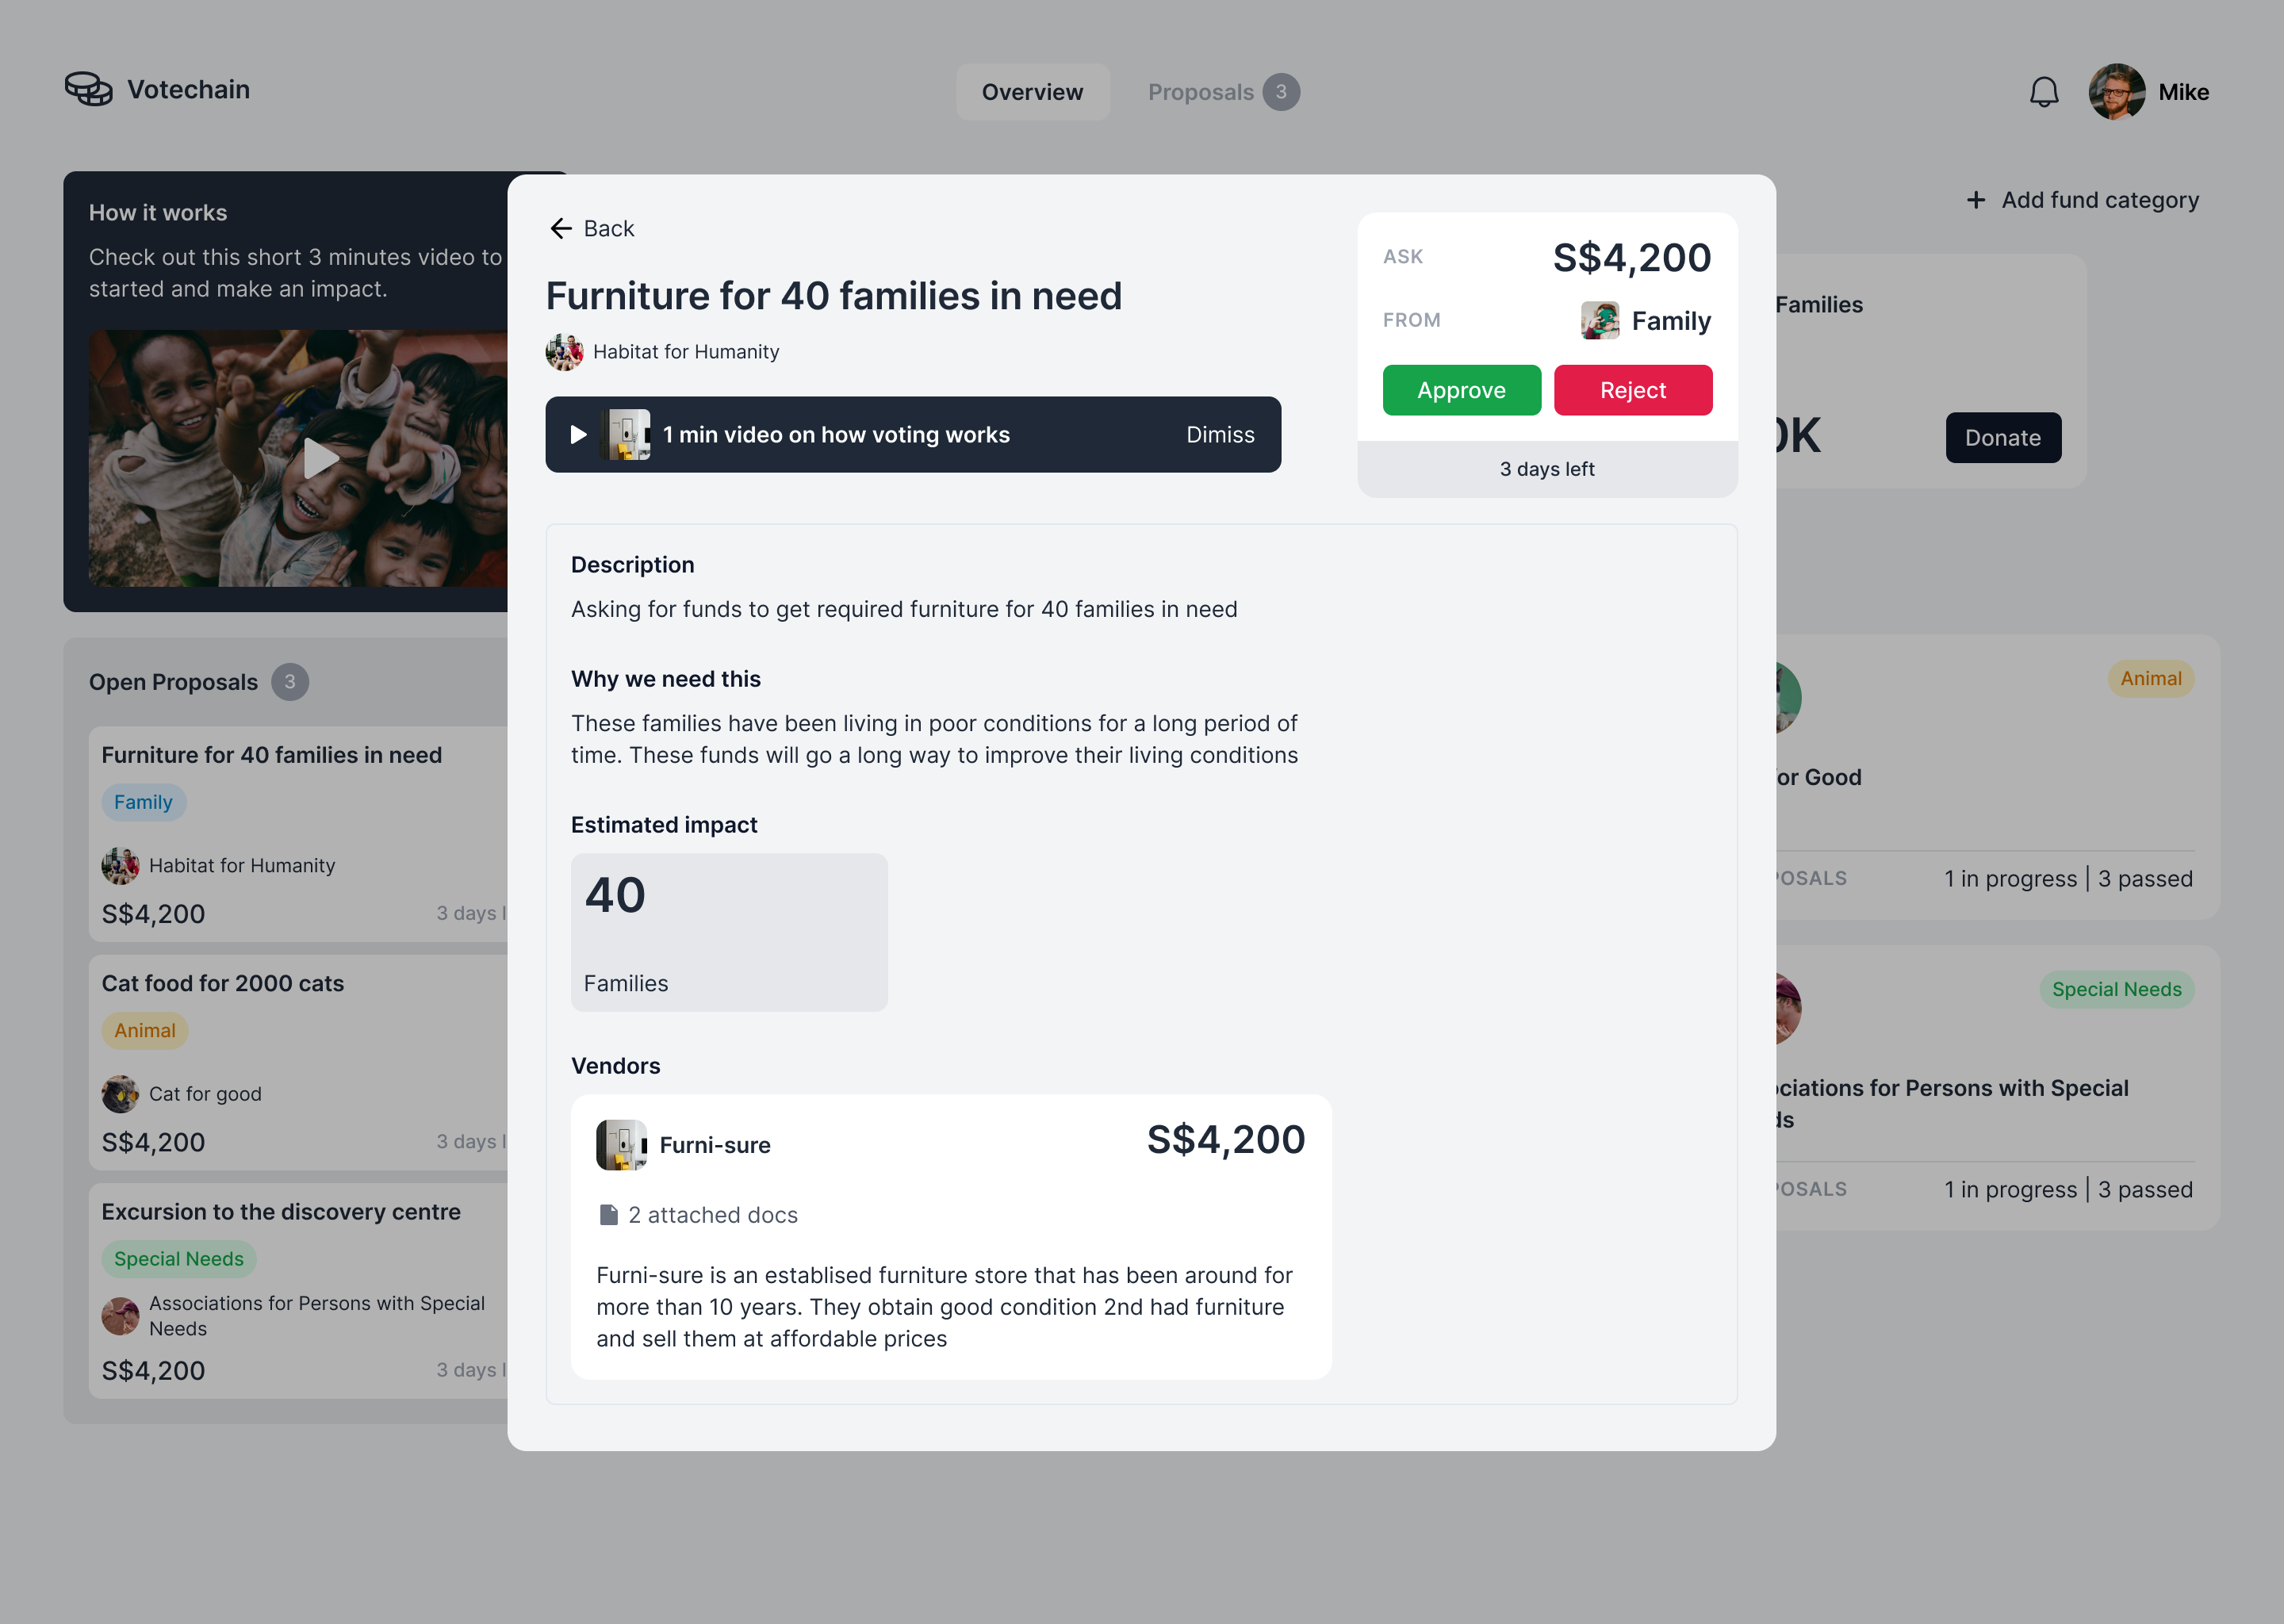 Votechain
Overview
Proposals 3
Mike
How it works
Check out this short 3 minutes video to
started and make an impact.
Open Proposals 3
Furniture for 40 families in need
Family
Habitat for Humanity
S$4,200
3 days
Cat food for 2000 cats
Animal
Cat for good
S$4,200
3 days
Excursion to the discovery centre
Special Needs
Associations for Persons with Special
Needs
S$4,200
3 days
Back
Furniture for 40 families in need
Habitat for Humanity
1 min video on how voting works
Dimiss
ASK
S$4,200
FROM
Family
Approve
Reject
3 days left
Description
Asking for funds to get required furniture for 40 families in need
Why we need this
These families have been living in poor conditions for a long period of
time. These funds will go a long way to improve their living conditions
Estimated impact
40
Families
Vendors
Furni-sure
S$4,200
2 attached docs
Furni-sure is an establised furniture store that has been around for
more than 10 years. They obtain good condition 2nd had furniture
and sell them at affordable prices
+ Add fund category
Families
0K
Donate
Animal
or Good
POSALS
1 in progress | 3 passed
Special Needs
ciations for Persons with Special
ds
POSALS
1 in progress | 3 passed